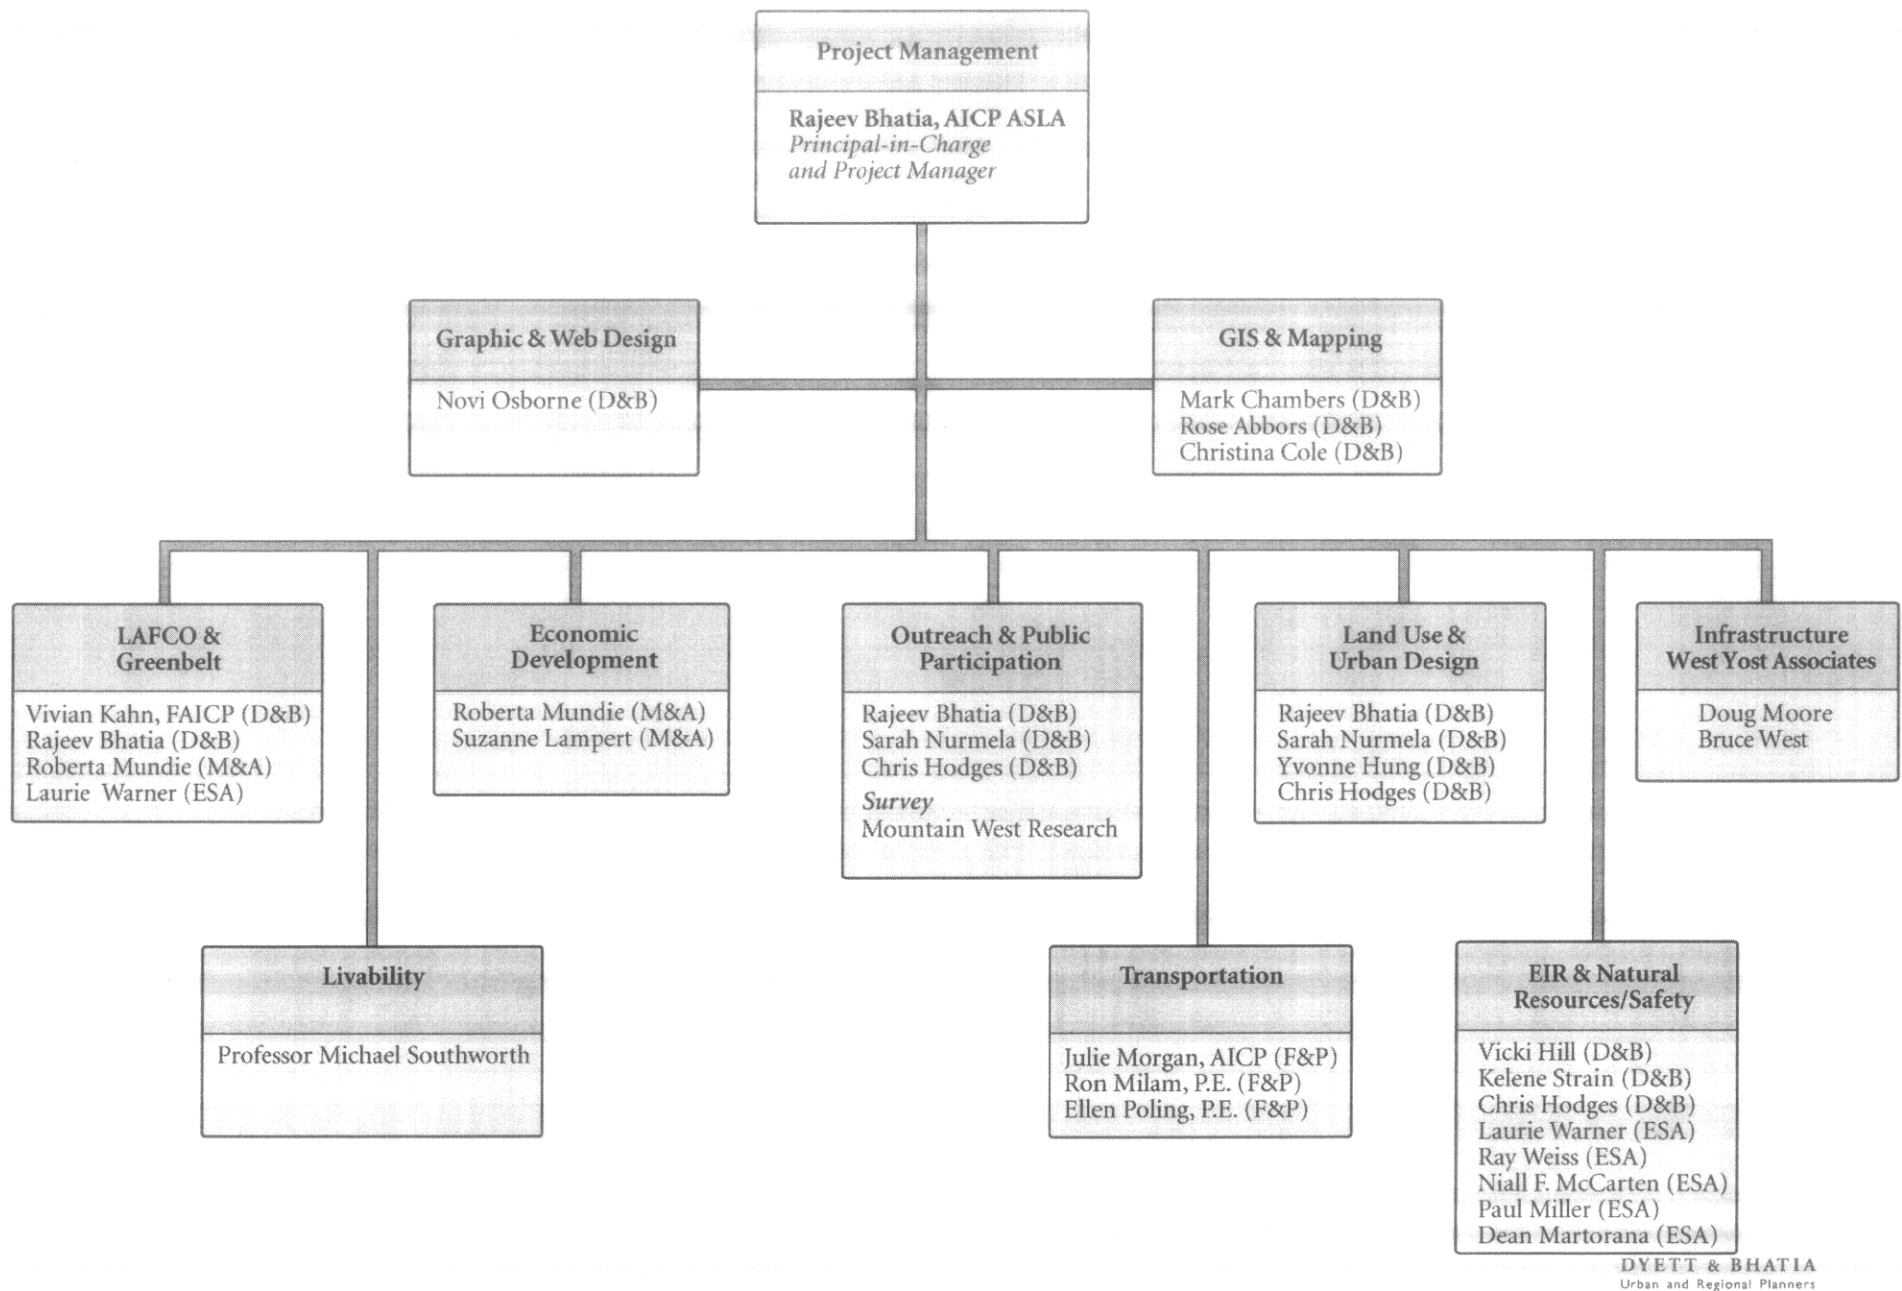 Project Management
Rajeev Bhatia, AICP ASLA
Principal-in-Charge
and Project Manager
Graphic & Web Design
Novi Osborne (D&B)
GIS & Mapping
Mark Chambers (D&B)
Rose Abbors (D&B)
Christina Cole (D&B)
LAFCO &
Greenbelt
Vivian Kahn, FAICP (D&B)
Rajeev Bhatia (D&B)
Roberta Mundie (M&A)
Laurie Warner (ESA)
Economic
Development
Roberta Mundie (M&A)
Suzanne Lampert (M&A)
Outreach & Public
Participation
Rajeev Bhatia (D&B)
Sarah Nurmela (D&B)
Chris Hodges (D&B)
Survey
Mountain West Research
Land Use &
Urban Design
Rajeev Bhatia (D&B)
Sarah Nurmela (D&B)
Yvonne Hung (D&B)
Chris Hodges (D&B)
Infrastructure
West Yost Associates
Doug Moore
Bruce West
Livability
Professor Michael Southworth
Transportation
Julie Morgan, AICP (F&P)
Ron Milam, P.E. (F&P)
Ellen Poling, P.E. (F&P)
EIR & Natural
Resources/Safety
Vicki Hill (D&B)
Kelene Strain (D&B)
Chris Hodges (D&B)
Laurie Warner (ESA)
Ray Weiss (ESA)
Niall F. McCarten (ESA)
Paul Miller (ESA)
Dean Martorana (ESA)
DYETT & BHATIA
Urban and Regional Planners